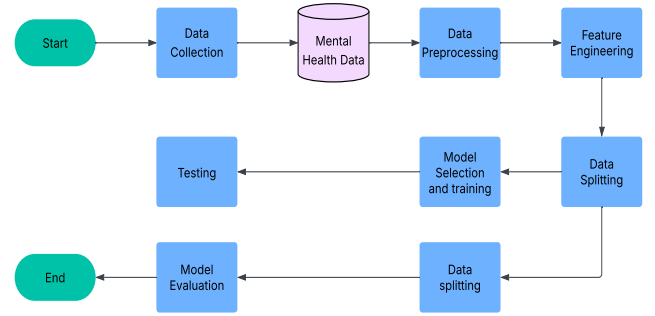 Start
Data
Collection
Mental
Health Data
Data
Preprocessing
Feature
Engineering
Testing
Model
Selection
and training
Data
Splitting
End
Model
Evaluation
Data
splitting